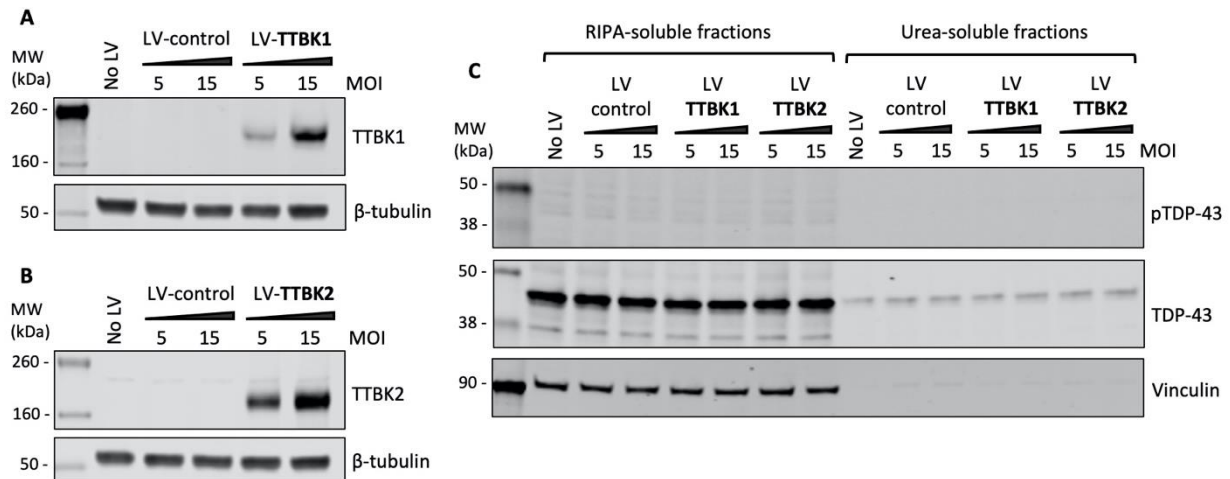 A
MW
(kDa)
No LV
LV-control
LV-TTBK1
5 15 5 15 MOI
260 -
160 -
TTBK1
50 -
β-tubulin
B
MW
(kDa)
No LV
LV-control
LV-TTBK2
5 15 5 15 MOI
260 -
160 -
TTBK2
50 -
β-tubulin
C
RIPA-soluble fractions
Urea-soluble fractions
MW
(kDa)
No LV
LV
control
LV
TTBK1
LV
TTBK2
No LV
LV
control
LV
TTBK1
LV
TTBK2
5 15 5 15 5 15 5 15 5 15 5 15 MOI
50 -
38 -
pTDP-43
50 -
38 -
TDP-43
90 -
Vinculin